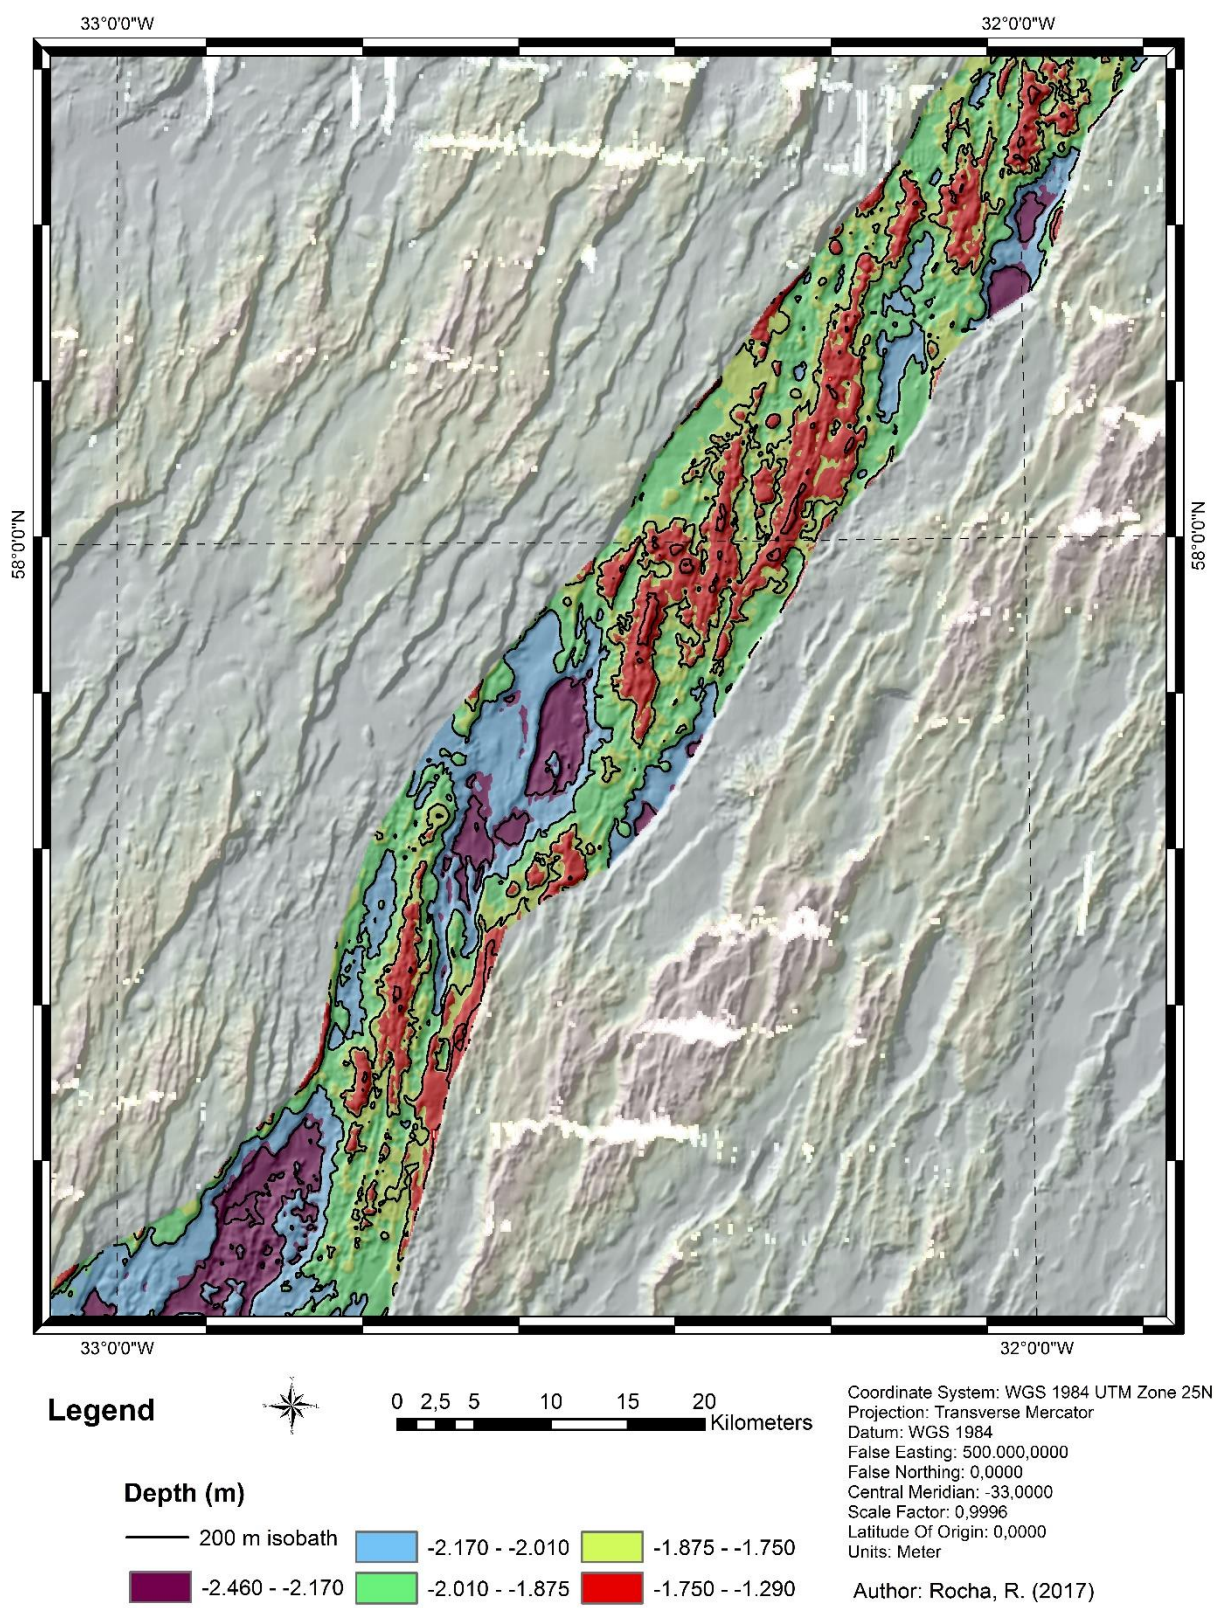 33°0'0"W
32°0'0"W
58°0'0"N
58°0'0"N
33°0'0"W
32°0'0"W
Legend
0 2,5 5 10 15 20
Kilometers
Coordinate System: WGS 1984 UTM Zone 25N
Projection: Transverse Mercator
Datum: WGS 1984
False Easting: 500.000,0000
False Northing: 0,0000
Central Meridian: -33,0000
Scale Factor: 0,9996
Latitude Of Origin: 0,0000
Units: Meter
Author: Rocha, R. (2017)
Depth (m)
200 m isobath
-2.170 - -2.010
-1.875 - -1.750
-2.460 - -2.170
-2.010 - -1.875
-1.750 - -1.290